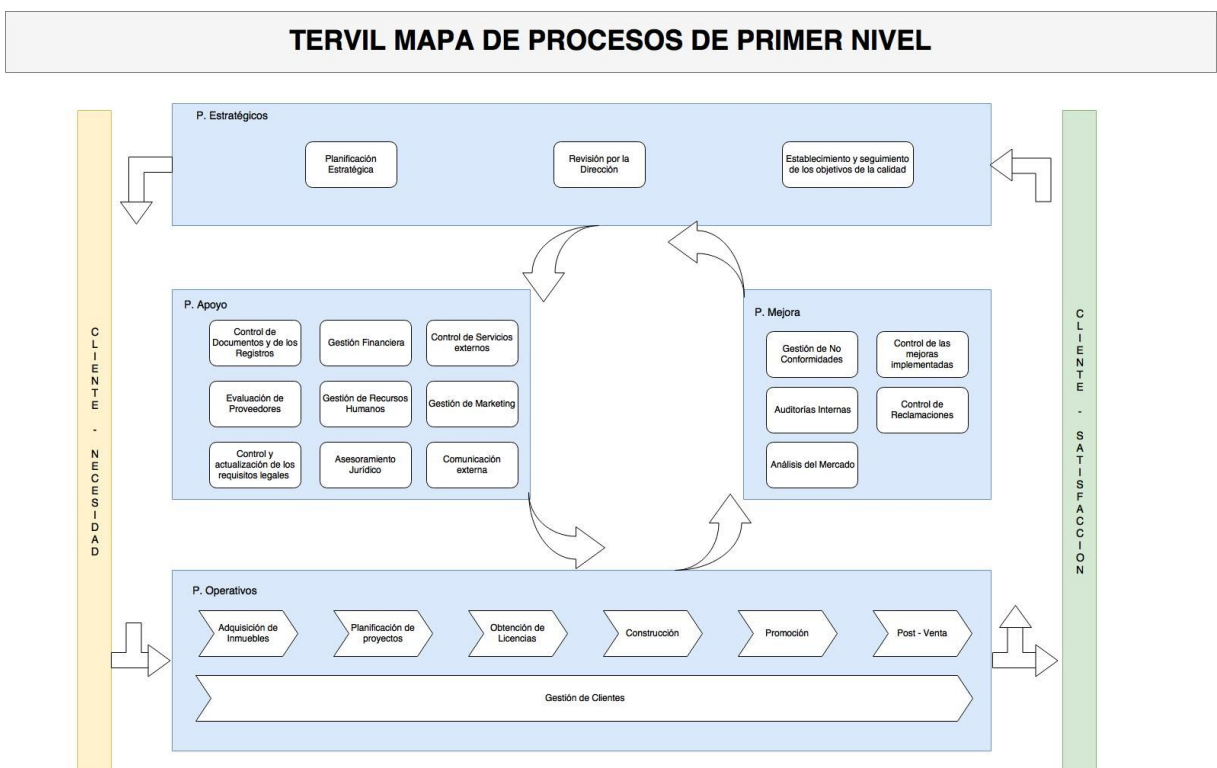 TERVIL MAPA DE PROCESOS DE PRIMER NIVEL
P. Estratégicos
Planificación
Estratégica
Revisión por la
Dirección
Establecimiento y seguimiento
de los objetivos de la calidad
CLIENTE - NECESIDAD
P. Apoyo
Control de
Documentos y de los
Registros
Gestión Financiera
Control de Servicios
externos
Evaluación de
Proveedores
Gestión de Recursos
Humanos
Gestión de Marketing
Control y
actualización de los
requisitos legales
Asesoramiento
Jurídico
Comunicación
externa
P. Mejora
Gestión de No
Conformidades
Control de las
mejoras
implementadas
Auditorías Internas
Control de
Reclamaciones
Análisis del Mercado
CLIENTE - SATISFACCION
P. Operativos
Adquisición de
Inmuebles
Planificación de
proyectos
Obtención de
Licencias
Construcción
Promoción
Post - Venta
Gestión de Clientes